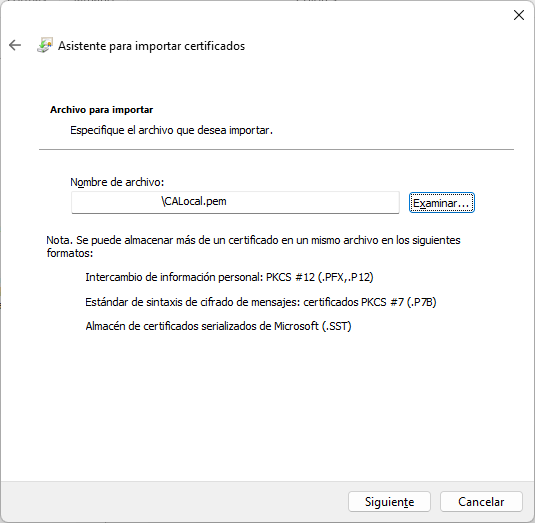 Asistente para importar certificados
Archivo para importar
Especifique el archivo que desea importar.
Nombre de archivo:
\CALocal.pem
Examinar...
Nota. Se puede almacenar más de un certificado en un mismo archivo en los siguientes
formatos:
Intercambio de información personal: PKCS #12 (.PFX,.P12)
Estándar de sintaxis de cifrado de mensajes: certificados PKCS #7 (.P7B)
Almacén de certificados serializados de Microsoft (.SST)
Siguiente
Cancelar